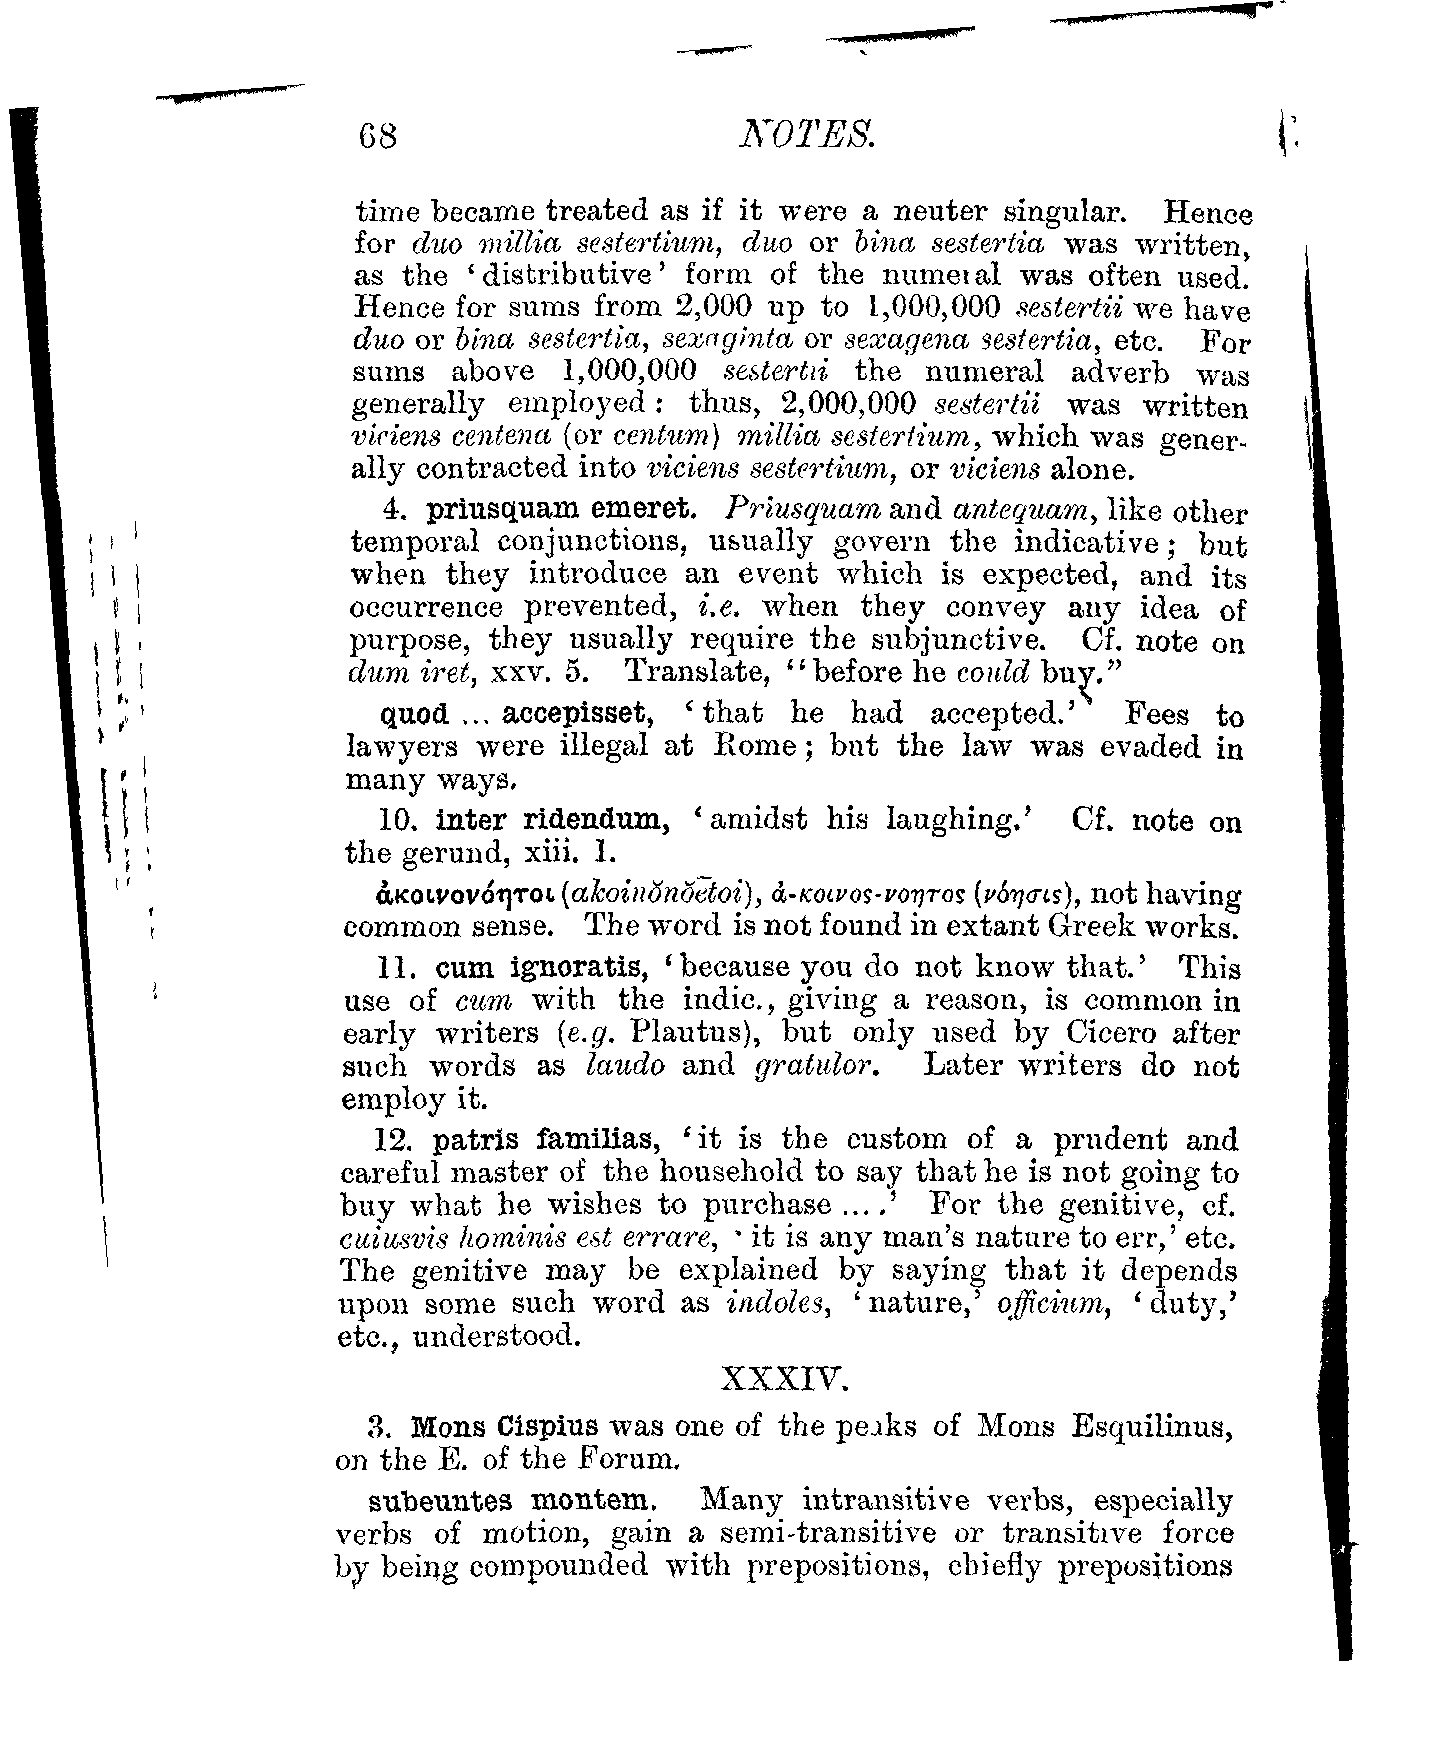 68 NOTES.
time became treated as if it were a neuter singular. Hence
for duo millia sestertium, duo or bina sestertia was written,
as the ‘distributive’ form of the numeral was often used.
Hence for sums from 2,000 up to 1,000,000 sestertii we have
duo or bina sestertia, sexaginta or sexagena sestertia, etc. For
sums above 1,000,000 sestertii the numeral adverb was
generally employed: thus, 2,000,000 sestertii was written
viciens centena (or centum) millia sestertium, which was gener-
ally contracted into viciens sestertium, or viciens alone.
4. priusquam emeret. Priusquam and antequam, like other
temporal conjunctions, usually govern the indicative; but
when they introduce an event which is expected, and its
occurrence prevented, i.e. when they convey any idea of
purpose, they usually require the subjunctive. Cf. note on
dum iret, xxv. 5. Translate, “before he could buy.”
quod ... accepisset, ‘that he had accepted.’ Fees to
lawyers were illegal at Rome; but the law was evaded in
many ways.
10. inter ridendum, ‘amidst his laughing.’ Cf. note on
the gerund, xiii. 1.
ἀκοινονόητοι (akoinŏnŏētoi), ἀ-κοινος-νοητος (νόησις), not having
common sense. The word is not found in extant Greek works.
11. cum ignoratis, ‘because you do not know that.’ This
use of cum with the indic., giving a reason, is common in
early writers (e.g. Plautus), but only used by Cicero after
such words as laudo and gratulor. Later writers do not
employ it.
12. patris familias, ‘it is the custom of a prudent and
careful master of the household to say that he is not going to
buy what he wishes to purchase ... .’ For the genitive, cf.
cuiusvis hominis est errare, ‘it is any man’s nature to err,’ etc.
The genitive may be explained by saying that it depends
upon some such word as indoles, ‘nature,’ officium, ‘duty,’
etc., understood.
XXXIV.
3. Mons Cispius was one of the peaks of Mons Esquilinus,
on the E. of the Forum.
subeuntes montem. Many intransitive verbs, especially
verbs of motion, gain a semi-transitive or transitive force
by being compounded with prepositions, chiefly prepositions